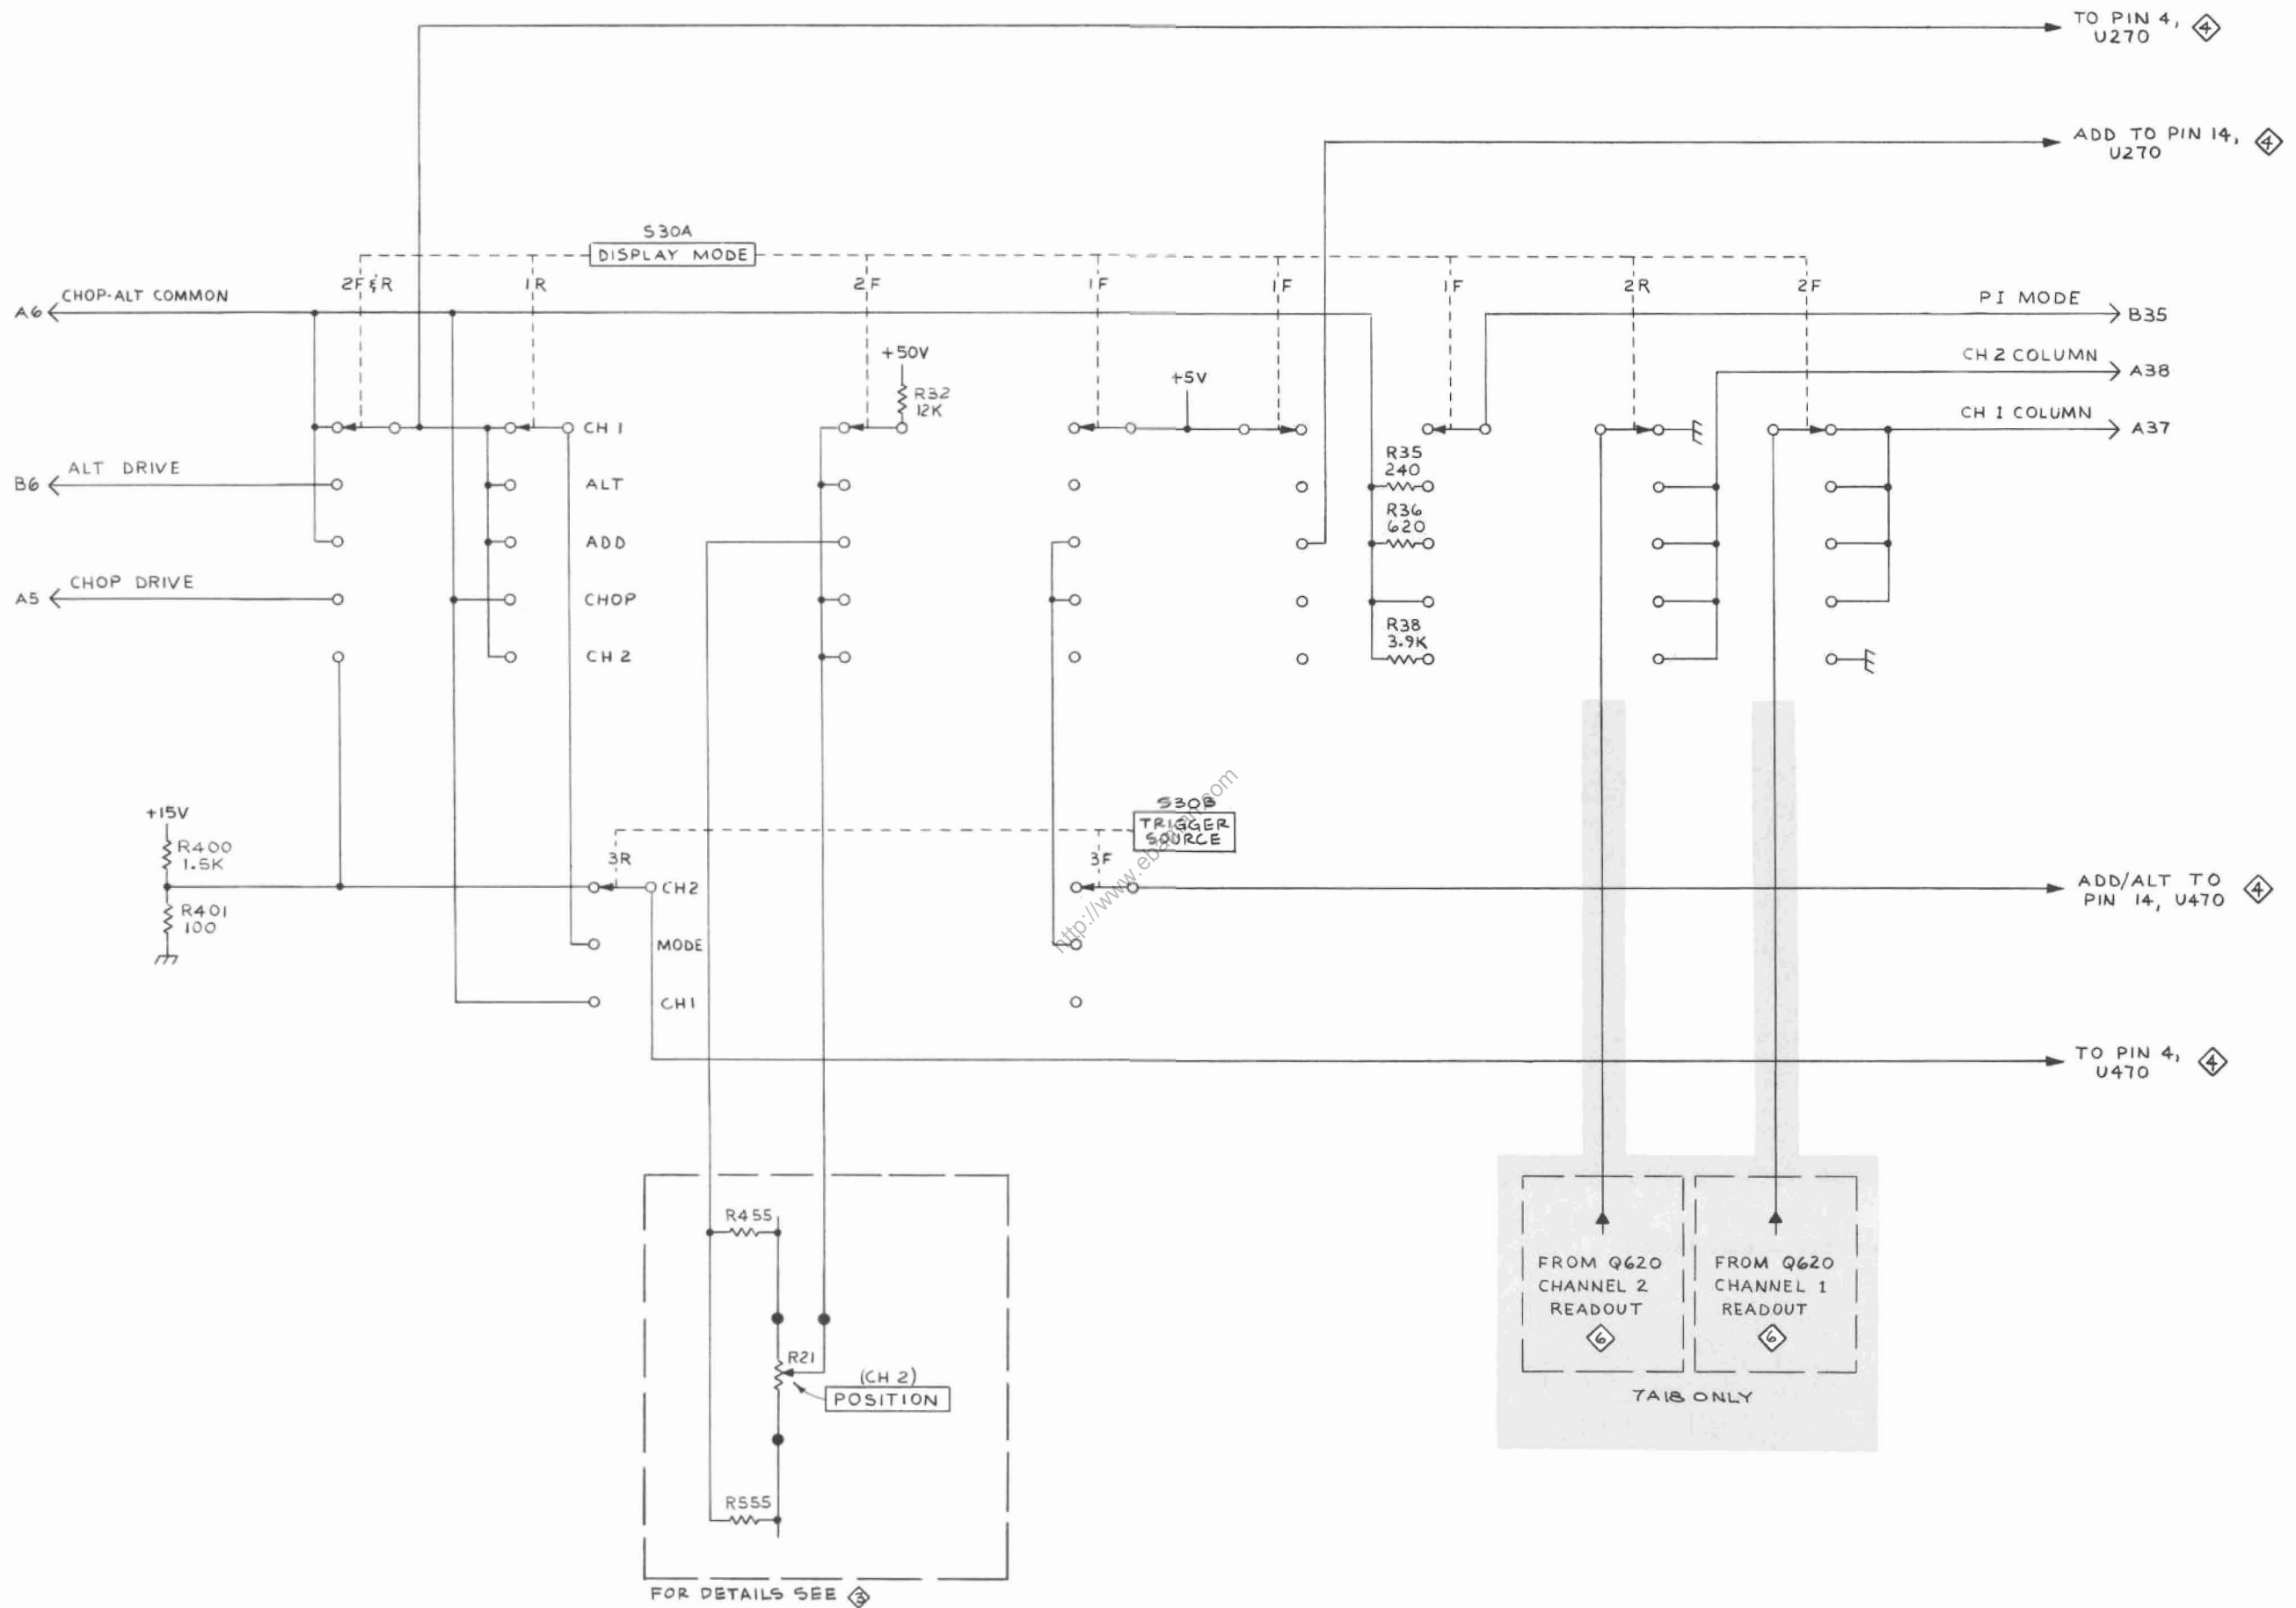 TO PIN 4,
U270
4
ADD TO PIN 14,
U270
4
S30A
DISPLAY MODE
2F & R
1R
2F
1F
1F
1F
2R
2F
A6
CHOP-ALT COMMON
PI MODE
B35
CH 2 COLUMN
A38
+50V
R32
12K
+5V
CH 1 COLUMN
A37
CH 1
B6
ALT DRIVE
ALT
R35
240
R36
620
ADD
A5
CHOP DRIVE
CHOP
R38
3.9K
CH 2
+15V
R400
1.5K
R401
100
S30B
TRIGGER
SOURCE
3R
3F
CH2
MODE
CH1
ADD/ALT TO
PIN 14, U470
4
TO PIN 4,
U470
4
R455
R21
(CH 2)
POSITION
R555
FOR DETAILS SEE 3
FROM Q620
CHANNEL 2
READOUT
6
FROM Q620
CHANNEL 1
READOUT
6
7A18 ONLY